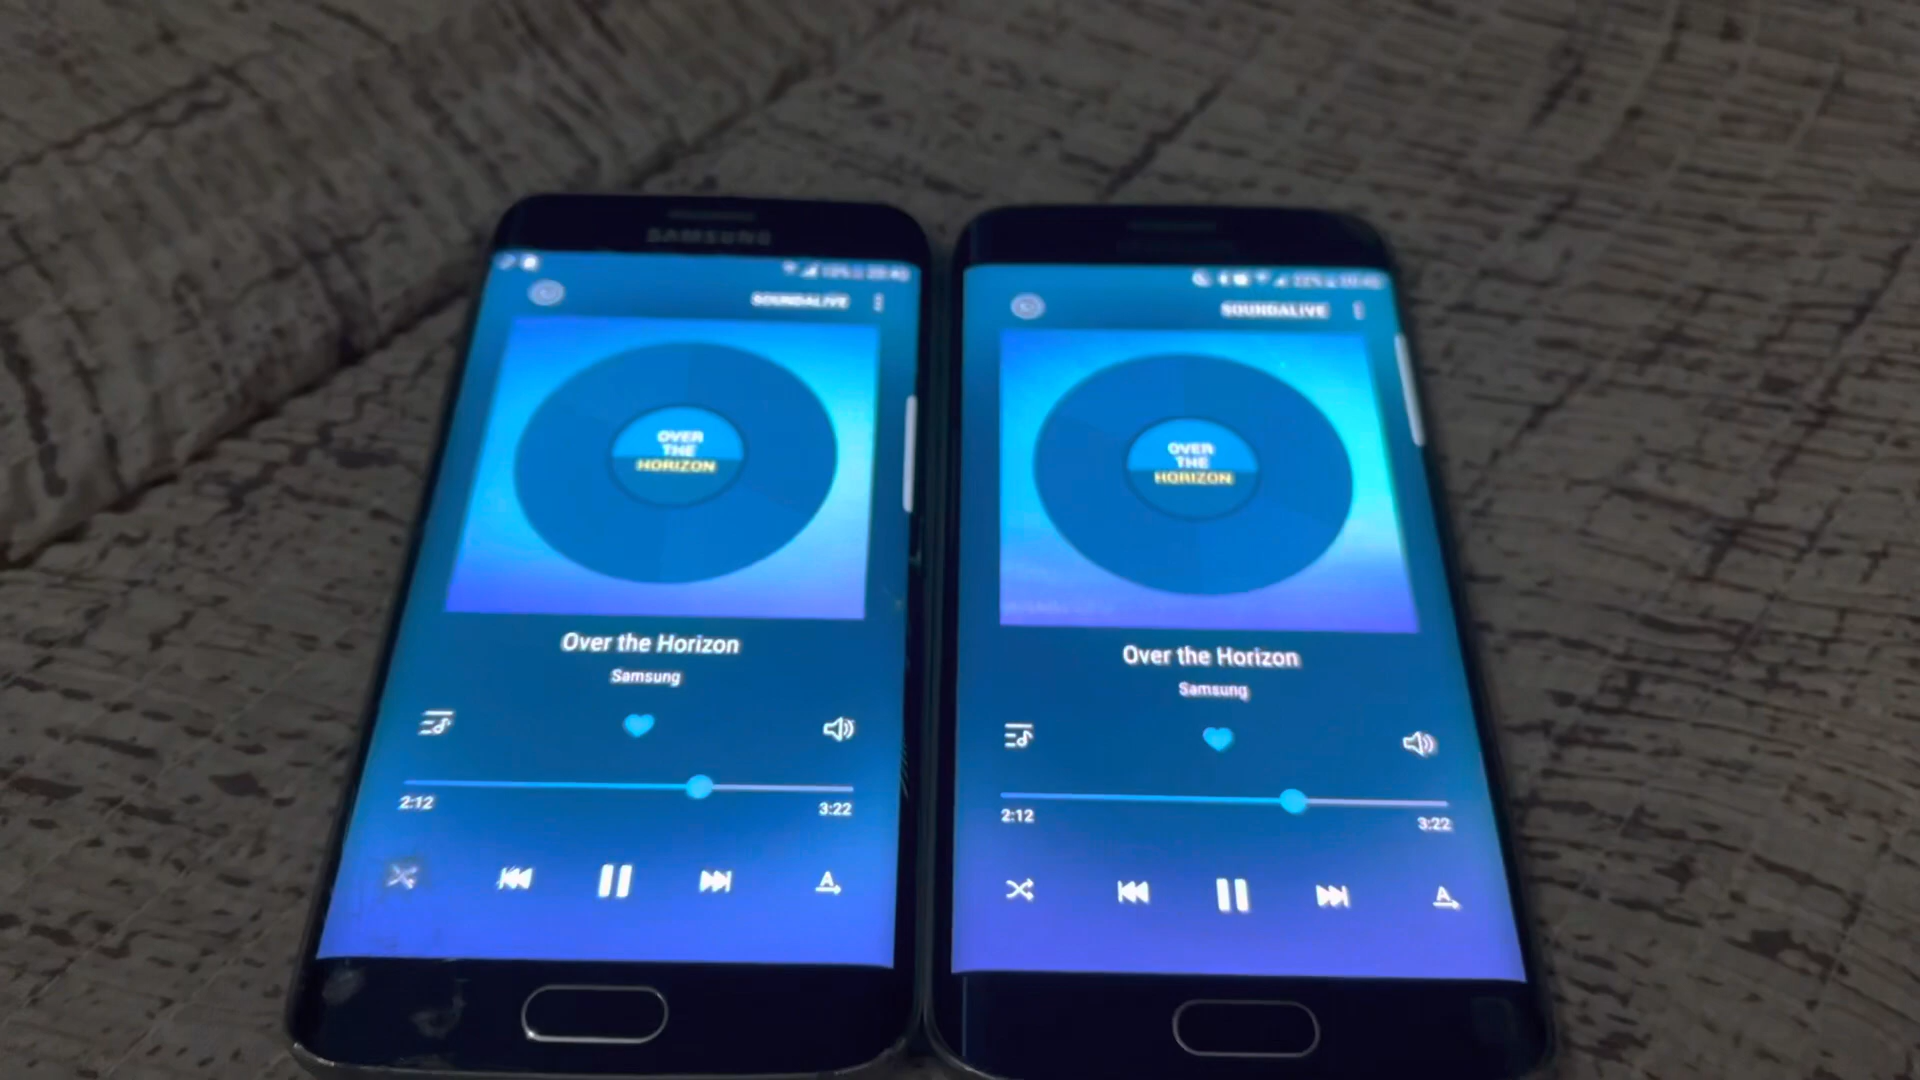 SAMSUNG
SOUNDALIVE
OVER
THE
HORIZON
Over the Horizon
Samsung
2:12
3:22
A
SOUNDALIVE
OVER
THE
HORIZON
Over the Horizon
Samsung
2:12
3:22
A